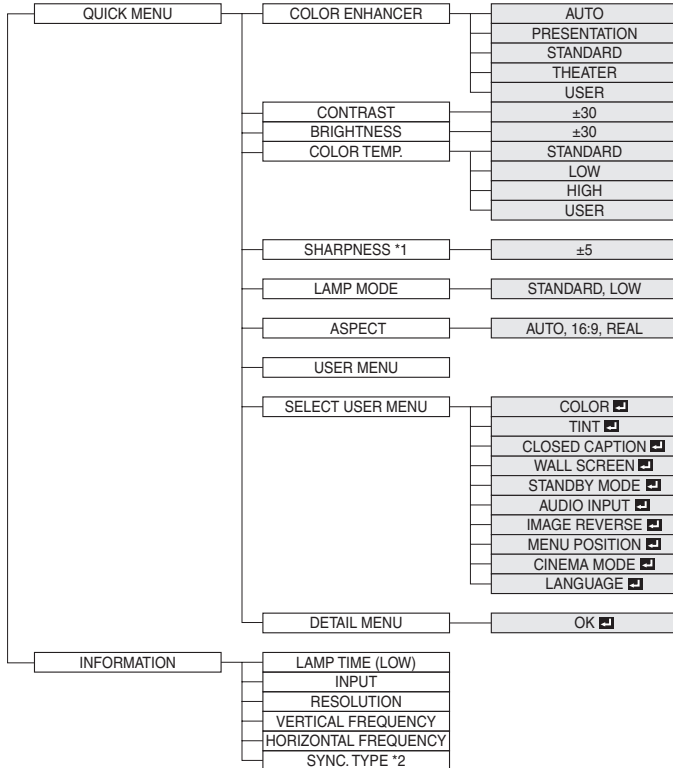 QUICK MENU
COLOR ENHANCER
AUTO
PRESENTATION
STANDARD
THEATER
USER
CONTRAST
±30
BRIGHTNESS
±30
COLOR TEMP.
STANDARD
LOW
HIGH
USER
SHARPNESS *1
±5
LAMP MODE
STANDARD, LOW
ASPECT
AUTO, 16:9, REAL
USER MENU
SELECT USER MENU
COLOR
TINT
CLOSED CAPTION
WALL SCREEN
STANDBY MODE
AUDIO INPUT
IMAGE REVERSE
MENU POSITION
CINEMA MODE
LANGUAGE
DETAIL MENU
OK
INFORMATION
LAMP TIME (LOW)
INPUT
RESOLUTION
VERTICAL FREQUENCY
HORIZONTAL FREQUENCY
SYNC. TYPE *2